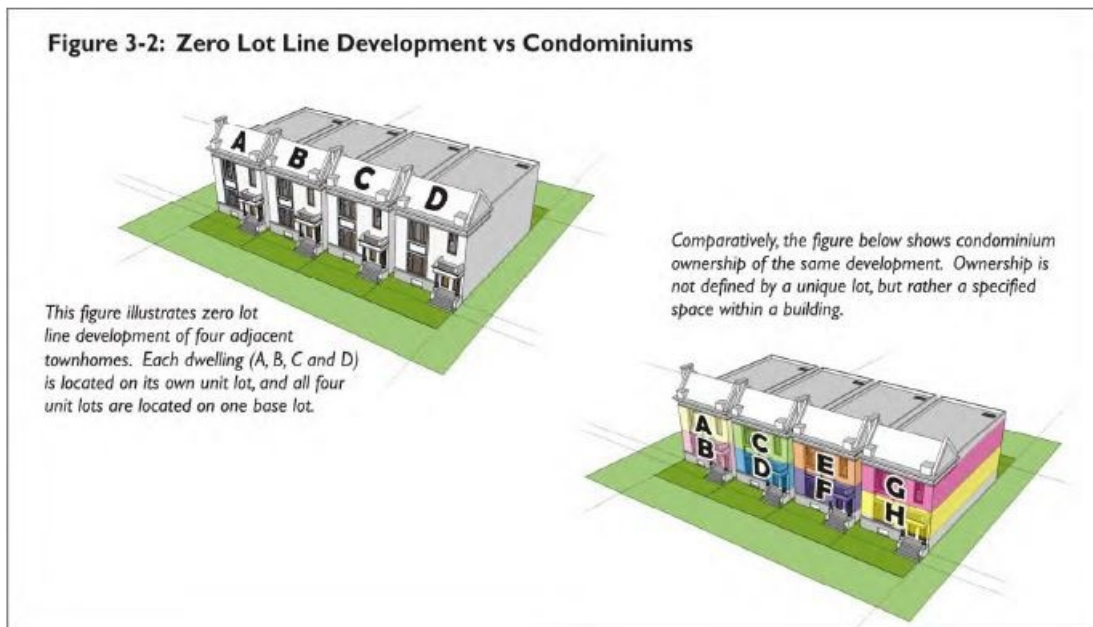 Figure 3-2: Zero Lot Line Development vs Condominiums
A
B
C
D
This figure illustrates zero lot
line development of four adjacent
townhomes. Each dwelling (A, B, C and D)
is located on its own unit lot, and all four
unit lots are located on one base lot.
Comparatively, the figure below shows condominium
ownership of the same development. Ownership is
not defined by a unique lot, but rather a specified
space within a building.
A
B
C
D
E
F
G
H